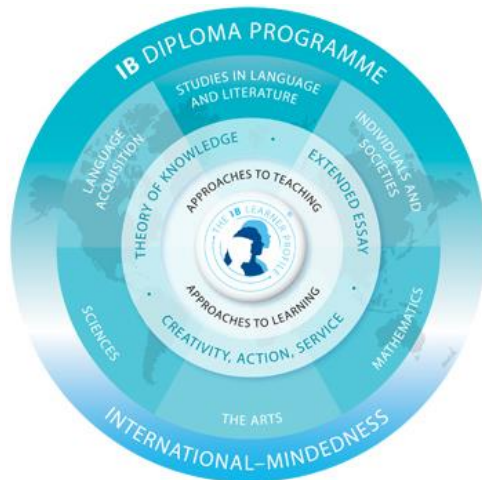 IB DIPLOMA PROGRAMME
STUDIES IN LANGUAGE
AND LITERATURE
LANGUAGE
ACQUISITION
INDIVIDUALS AND
SOCIETIES
THEORY OF KNOWLEDGE
EXTENDED ESSAY
APPROACHES TO TEACHING
THE IB LEARNER PROFILE
®
APPROACHES TO LEARNING
CREATIVITY, ACTION, SERVICE
SCIENCES
MATHEMATICS
THE ARTS
INTERNATIONAL–MINDEDNESS